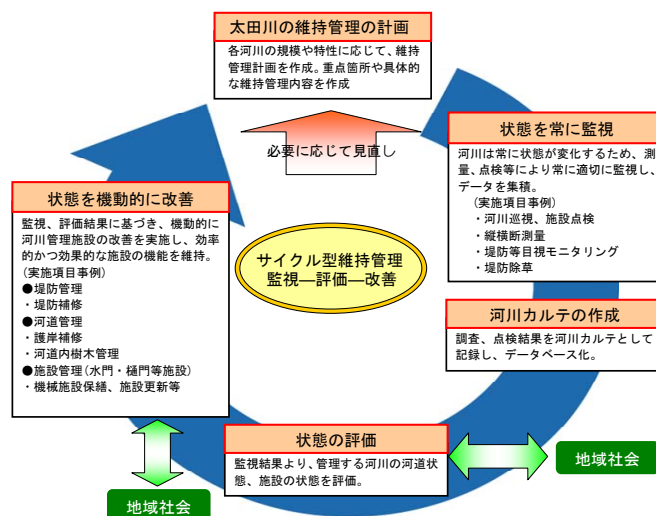 太田川の維持管理の計画
各河川の規模や特性に応じて、維持
管理計画を作成。重点箇所や具体的
な維持管理内容を作成
必要に応じて見直し
状態を常に監視
河川は常に状態が変化するため、測
量、点検等により常に適切に監視し、
データを集積。
(実施項目事例)
・河川巡視、施設点検
・縦横断測量
・堤防等目視モニタリング
・堤防除草
河川カルテの作成
調査、点検結果を河川カルテとして
記録し、データベース化。
サイクル型維持管理
監視―評価―改善
状態の評価
監視結果より、管理する河川の河道状
態、施設の状態を評価。
地域社会
状態を機動的に改善
監視、評価結果に基づき、機動的に
河川管理施設の改善を実施し、効率
的かつ効果的な施設の機能を維持。
(実施項目事例)
●堤防管理
・堤防補修
●河道管理
・護岸補修
・河道内樹木管理
●施設管理(水門・樋門等施設)
・機械施設保繕、施設更新等
地域社会